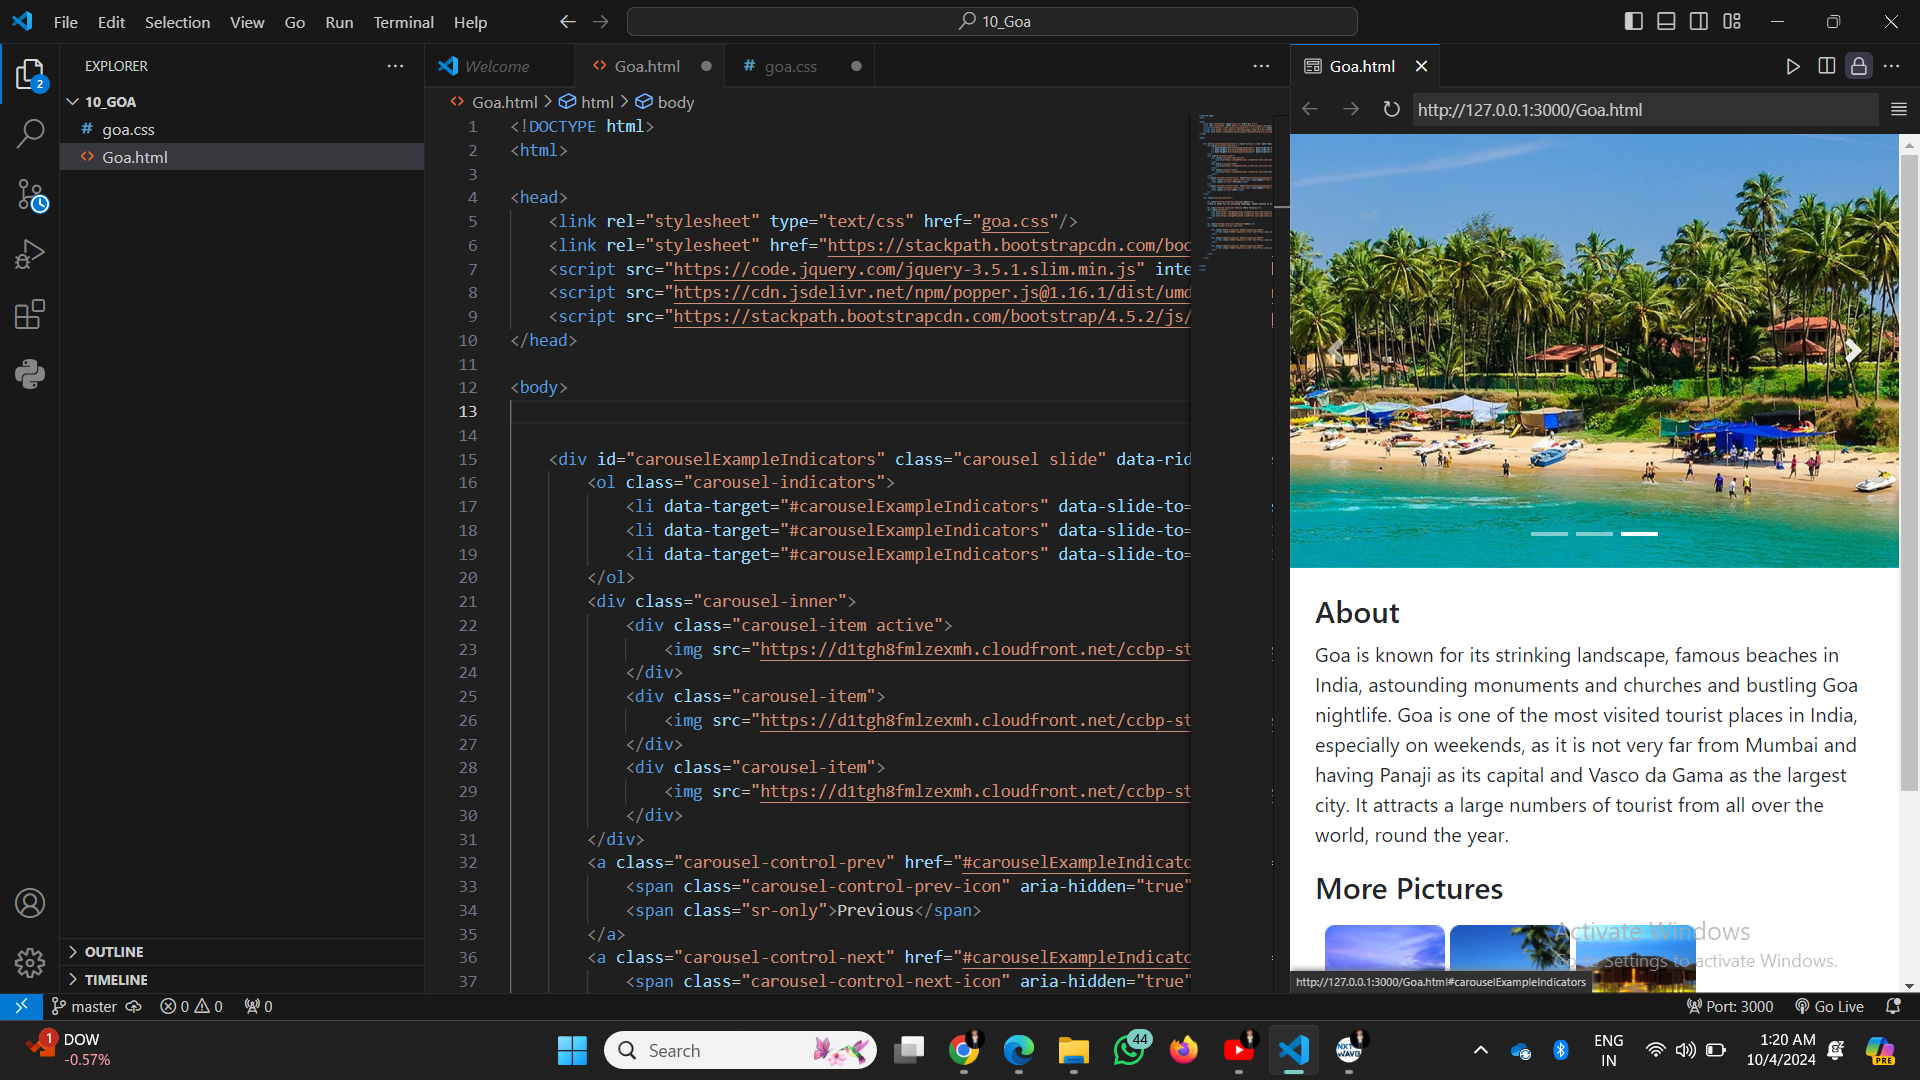 File Edit Selection View Go Run Terminal Help
10_Goa
EXPLORER
2
10_GOA
# goa.css
<> Goa.html
OUTLINE
TIMELINE
Welcome
<> Goa.html
# goa.css
<> Goa.html > html > body
1 <!DOCTYPE html>
2 <html>
3
4 <head>
5 <link rel="stylesheet" type="text/css" href="goa.css"/>
6 <link rel="stylesheet" href="https://stackpath.bootstrapcdn.com/boo
7 <script src="https://code.jquery.com/jquery-3.5.1.slim.min.js" inte
8 <script src="https://cdn.jsdelivr.net/npm/popper.js@1.16.1/dist/umd
9 <script src="https://stackpath.bootstrapcdn.com/bootstrap/4.5.2/js/
10 </head>
11
12 <body>
13
14
15 <div id="carouselExampleIndicators" class="carousel slide" data-rid
16 <ol class="carousel-indicators">
17 <li data-target="#carouselExampleIndicators" data-slide-to=
18 <li data-target="#carouselExampleIndicators" data-slide-to=
19 <li data-target="#carouselExampleIndicators" data-slide-to=
20 </ol>
21 <div class="carousel-inner">
22 <div class="carousel-item active">
23 <img src="https://d1tgh8fmlzexmh.cloudfront.net/ccbp-st
24 </div>
25 <div class="carousel-item">
26 <img src="https://d1tgh8fmlzexmh.cloudfront.net/ccbp-st
27 </div>
28 <div class="carousel-item">
29 <img src="https://d1tgh8fmlzexmh.cloudfront.net/ccbp-st
30 </div>
31 </div>
32 <a class="carousel-control-prev" href="#carouselExampleIndicato
33 <span class="carousel-control-prev-icon" aria-hidden="true"
34 <span class="sr-only">Previous</span>
35 </a>
36 <a class="carousel-control-next" href="#carouselExampleIndicato
37 <span class="carousel-control-next-icon" aria-hidden="true"
Goa.html
http://127.0.0.1:3000/Goa.html
About
Goa is known for its strinking landscape, famous beaches in
India, astounding monuments and churches and bustling Goa
nightlife. Goa is one of the most visited tourist places in India,
especially on weekends, as it is not very far from Mumbai and
having Panaji as its capital and Vasco da Gama as the largest
city. It attracts a large numbers of tourist from all over the
world, round the year.
More Pictures
Activate Windows
Go to Settings to activate Windows.
http://127.0.0.1:3000/Goa.html#carouselExampleIndicators
master 0 0 0
Port: 3000 Go Live
1
DOW
-0.57%
Search
44
NXT
WAVE
ENG
IN
1:20 AM
10/4/2024
PRE